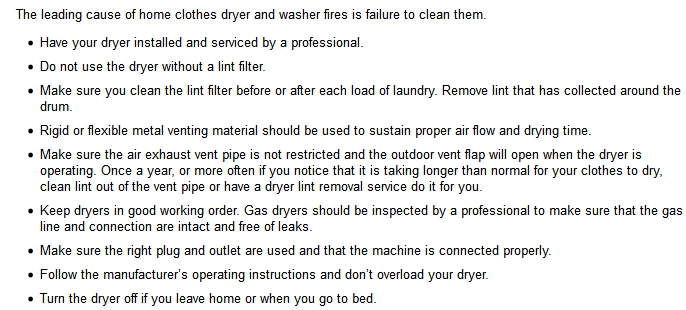 The leading cause of home clothes dryer and washer fires is failure to clean them.
• Have your dryer installed and serviced by a professional.
• Do not use the dryer without a lint filter.
• Make sure you clean the lint filter before or after each load of laundry. Remove lint that has collected around the
drum.
• Rigid or flexible metal venting material should be used to sustain proper air flow and drying time.
• Make sure the air exhaust vent pipe is not restricted and the outdoor vent flap will open when the dryer is
operating. Once a year, or more often if you notice that it is taking longer than normal for your clothes to dry,
clean lint out of the vent pipe or have a dryer lint removal service do it for you.
• Keep dryers in good working order. Gas dryers should be inspected by a professional to make sure that the gas
line and connection are intact and free of leaks.
• Make sure the right plug and outlet are used and that the machine is connected properly.
• Follow the manufacturer's operating instructions and don't overload your dryer.
• Turn the dryer off if you leave home or when you go to bed.